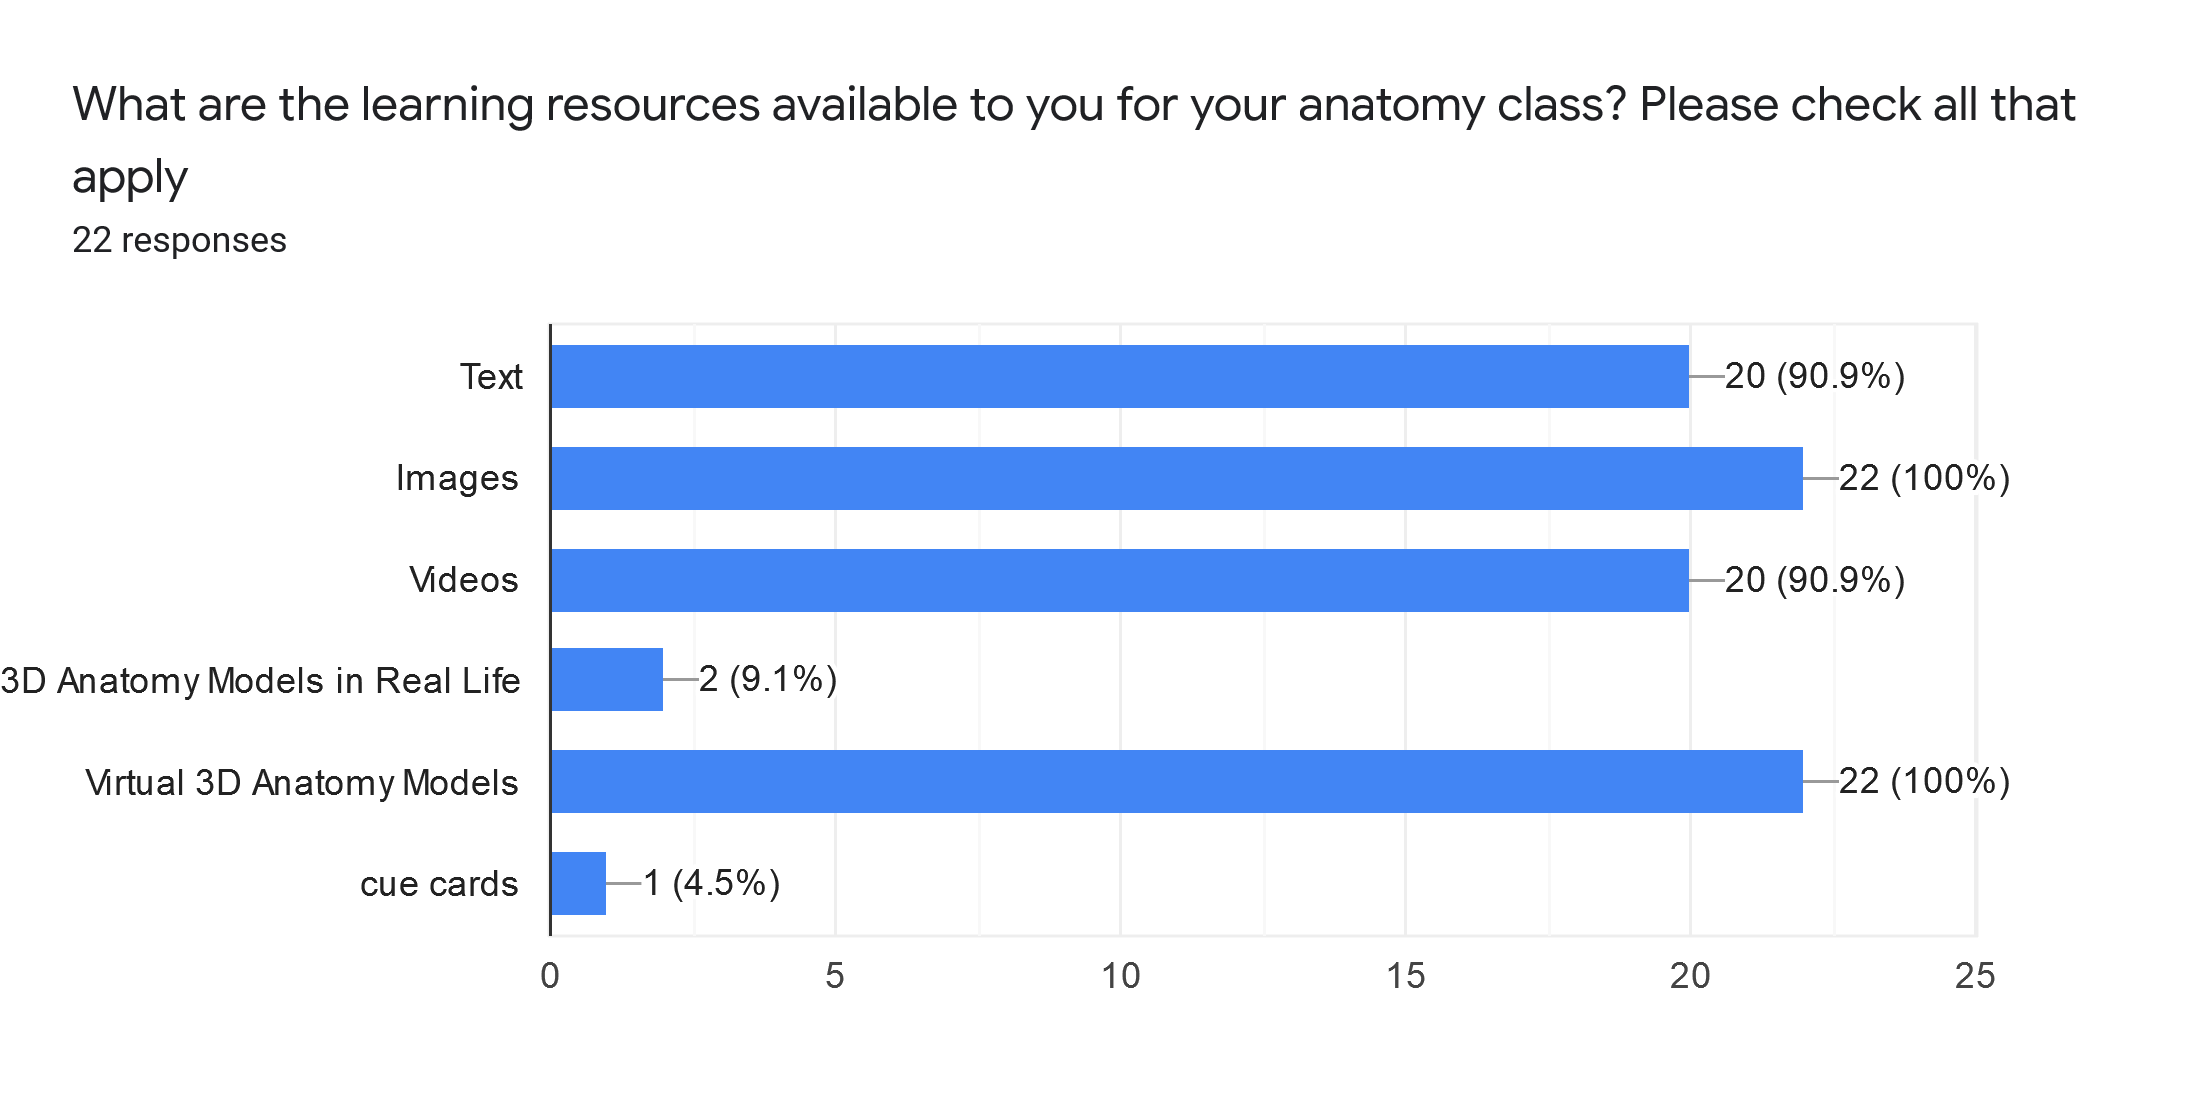 What are the learning resources available to you for your anatomy class? Please check all that
apply
22 responses
Text
20 (90.9%)
Images
22 (100%)
Videos
20 (90.9%)
3D Anatomy Models in Real Life
2 (9.1%)
Virtual 3D Anatomy Models
22 (100%)
cue cards
1 (4.5%)
0 5 10 15 20 25